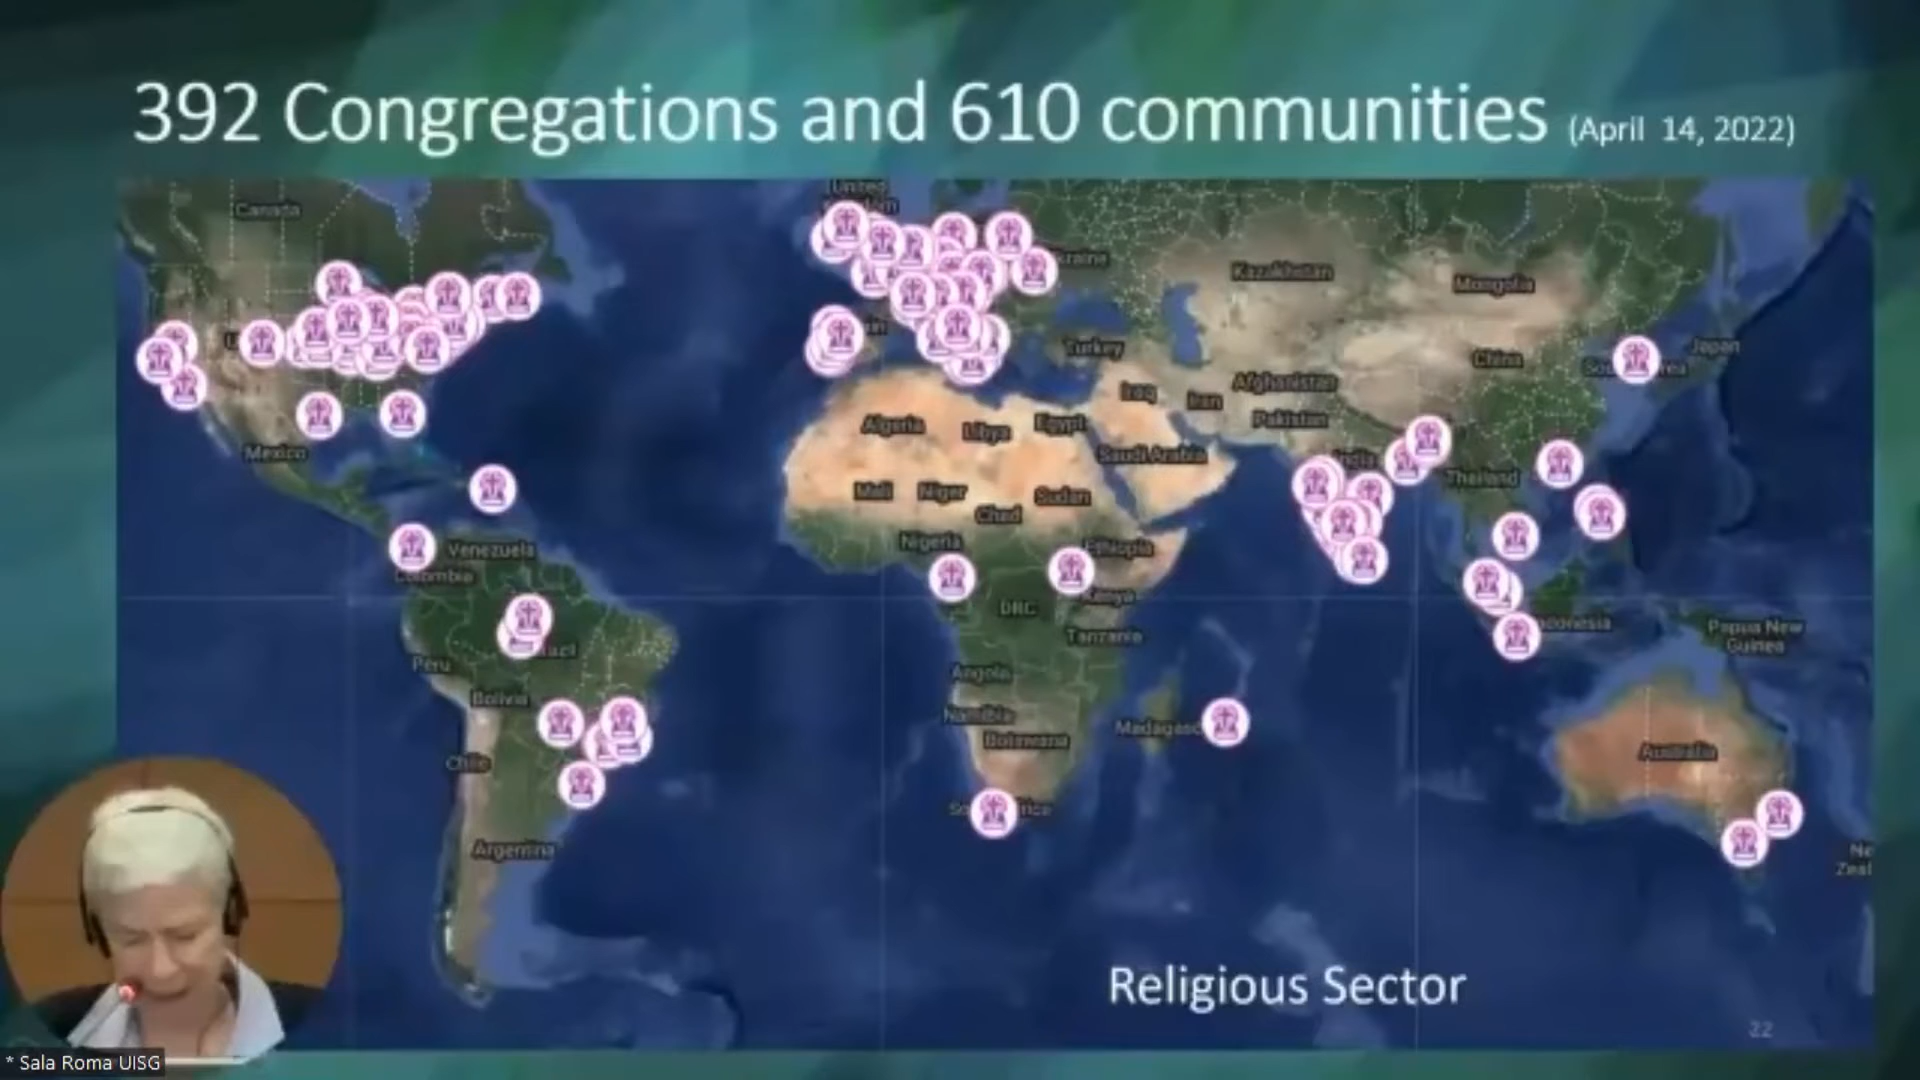 392 Congregations and 610 communities (April 14, 2022)
United
Canada
Kazakhstan
Mongolia
Turkey
China
Japan
Iraq
Iran
Afghanistan
Pakistan
Algeria
Libya
Egypt
Saudi Arabia
Mexico
India
Thailand
Mali
Niger
Chad
Sudan
Nigeria
Ethiopia
Venezuela
Colombia
Kenya
DRC
Tanzania
Papua New
Guinea
Peru
Angola
Bolivia
Namibia
Botswana
Australia
Chile
Argentina
Religious Sector
22
* Sala Roma UISG